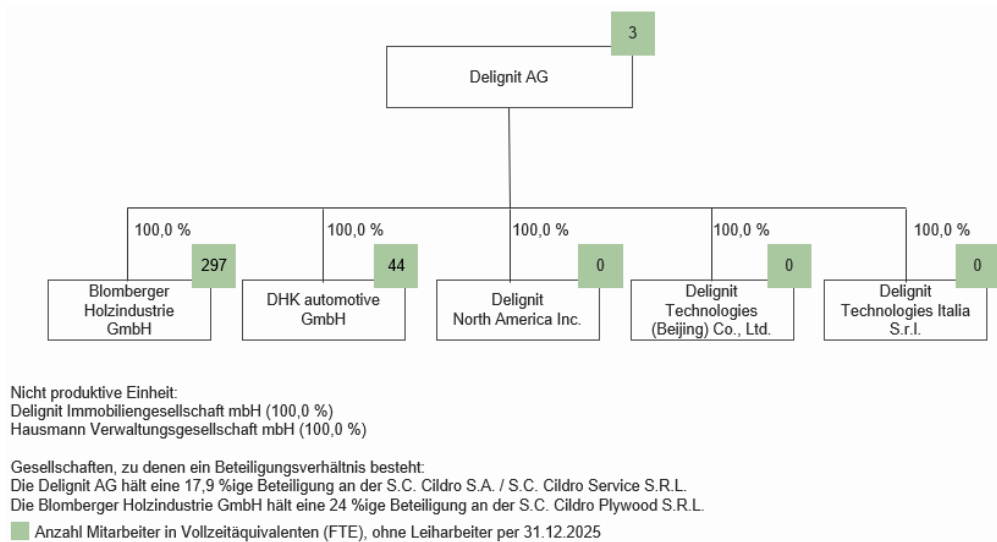 3
Delignit AG
100,0 %
100,0 %
100,0 %
100,0 %
100,0 %
297
44
0
0
0
Blomberger
Holzindustrie
GmbH
DHK automotive
GmbH
Delignit
North America Inc.
Delignit
Technologies
(Beijing) Co., Ltd.
Delignit
Technologies Italia
S.r.l.
Nicht produktive Einheit:
Delignit Immobiliengesellschaft mbH (100,0 %)
Hausmann Verwaltungsgesellschaft mbH (100,0 %)
Gesellschaften, zu denen ein Beteiligungsverhältnis besteht:
Die Delignit AG hält eine 17,9 %ige Beteiligung an der S.C. Cildro S.A. / S.C. Cildro Service S.R.L.
Die Blomberger Holzindustrie GmbH hält eine 24 %ige Beteiligung an der S.C. Cildro Plywood S.R.L.
Anzahl Mitarbeiter in Vollzeitäquivalenten (FTE), ohne Leiharbeiter per 31.12.2025